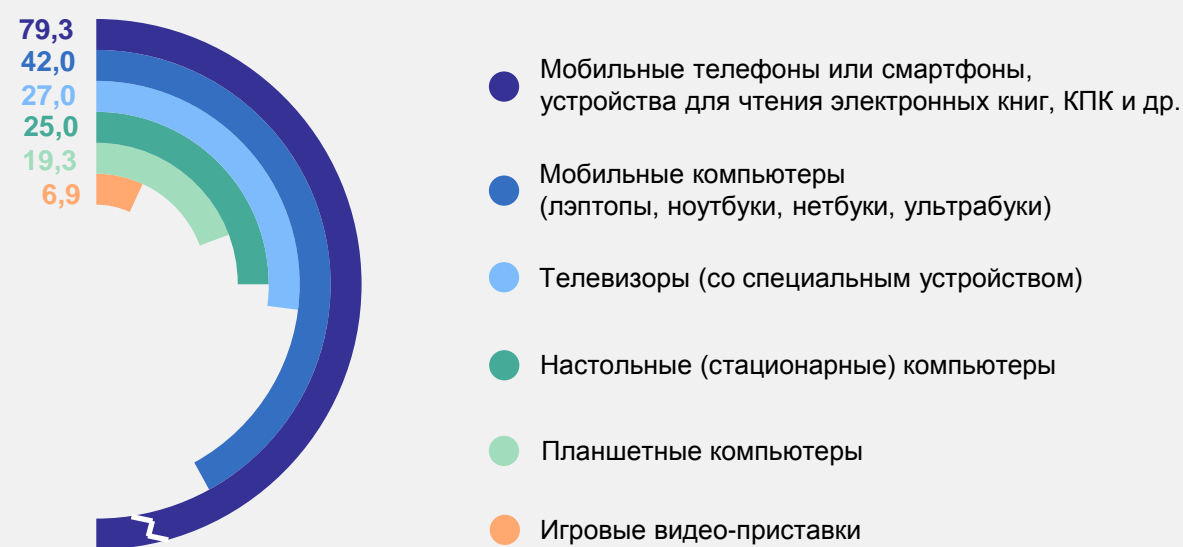 79,3
42,0
27,0
25,0
19,3
6,9
Мобильные телефоны или смартфоны,
устройства для чтения электронных книг, КПК и др.
Мобильные компьютеры
(лэптопы, ноутбуки, нетбуки, ультрабуки)
Телевизоры (со специальным устройством)
Настольные (стационарные) компьютеры
Планшетные компьютеры
Игровые видео-приставки